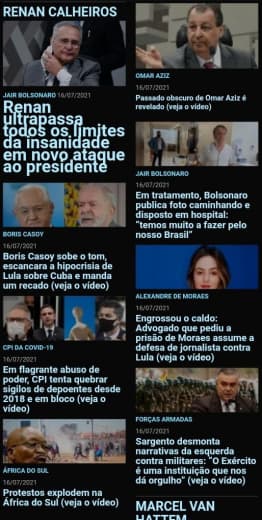 RENAN CALHEIROS
JAIR BOLSONARO 16/07/2021
Renan
ultrapassa
todos os limites
da insanidade
em novo ataque
ao presidente
BORIS CASOY
16/07/2021
Boris Casoy sobe o tom,
escancara a hipocrisia de
Lula sobre Cuba e manda
um recado (veja o vídeo)
CPI DA COVID-19
16/07/2021
Em flagrante abuso de
poder, CPI tenta quebrar
sigilos de depoentes desde
2018 e em bloco (veja o
vídeo)
ÁFRICA DO SUL
16/07/2021
Protestos explodem na
África do Sul (veja o vídeo)
OMAR AZIZ
16/07/2021
Passado obscuro de Omar Aziz é
revelado (veja o vídeo)
JAIR BOLSONARO
16/07/2021
Em tratamento, Bolsonaro
publica foto caminhando e
disposto em hospital:
“temos muito a fazer pelo
nosso Brasil”
ALEXANDRE DE MORAES
16/07/2021
Engrossou o caldo:
Advogado que pediu a
prisão de Moraes assume a
defesa de jornalista contra
Lula (veja o vídeo)
FORÇAS ARMADAS
16/07/2021
Sargento desmonta
narrativas da esquerda
contra militares: “O Exército
é uma instituição que nos
dá orgulho” (veja o vídeo)
MARCEL VAN
HATTEM